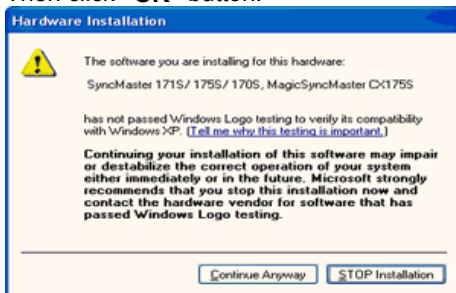 Then click "OK" button.
Hardware Installation
The software you are installing for this hardware:
SyncMaster 171S/ 175S/ 170S, MagicSyncMaster CX175S
has not passed Windows Logo testing to verify its compatibility
with Windows XP. (Tell me why this testing is important.)
Continuing your installation of this software may impair
or destabilize the correct operation of your system
either immediately or in the future. Microsoft strongly
recommends that you stop this installation now and
contact the hardware vendor for software that has
passed Windows Logo testing.
Continue Anyway
STOP Installation